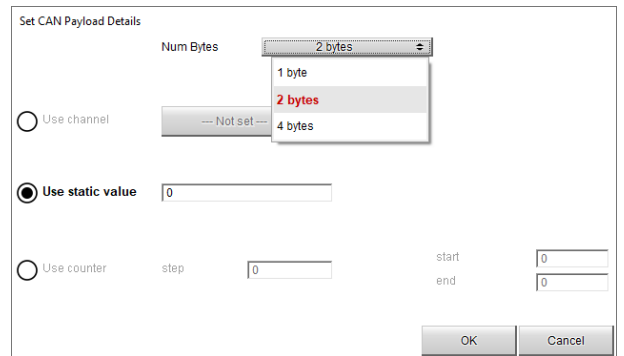 Set CAN Payload Details
Num Bytes 2 bytes
1 byte
2 bytes
4 bytes
Use channel --- Not set ---
Use static value 0
Use counter step 0 start 0
end 0
OK Cancel